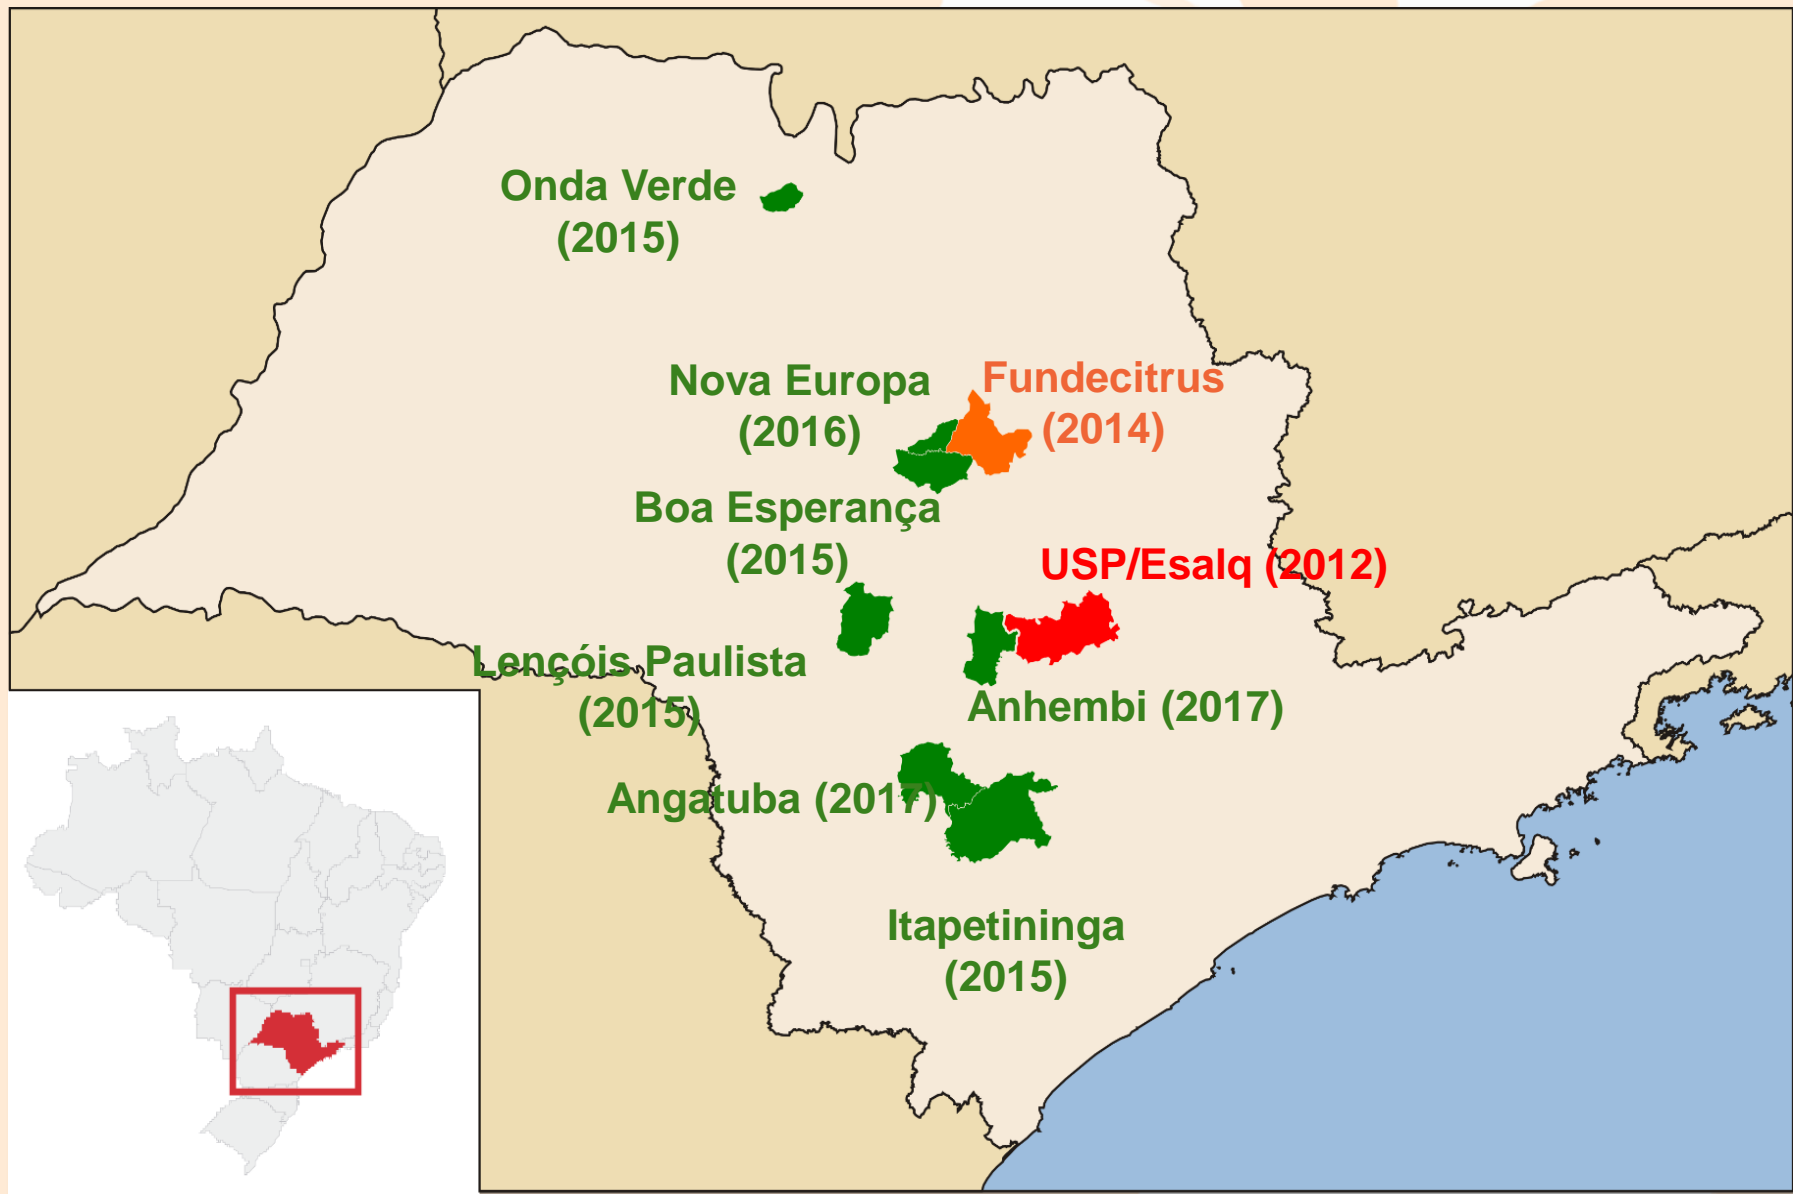 Onda Verde
(2015)
Nova Europa
(2016)
Fundecitrus
(2014)
Boa Esperança
(2015)
USP/Esalq (2012)
Lençóis Paulista
(2015)
Anhembi (2017)
Angatuba (2017)
Itapetininga
(2015)